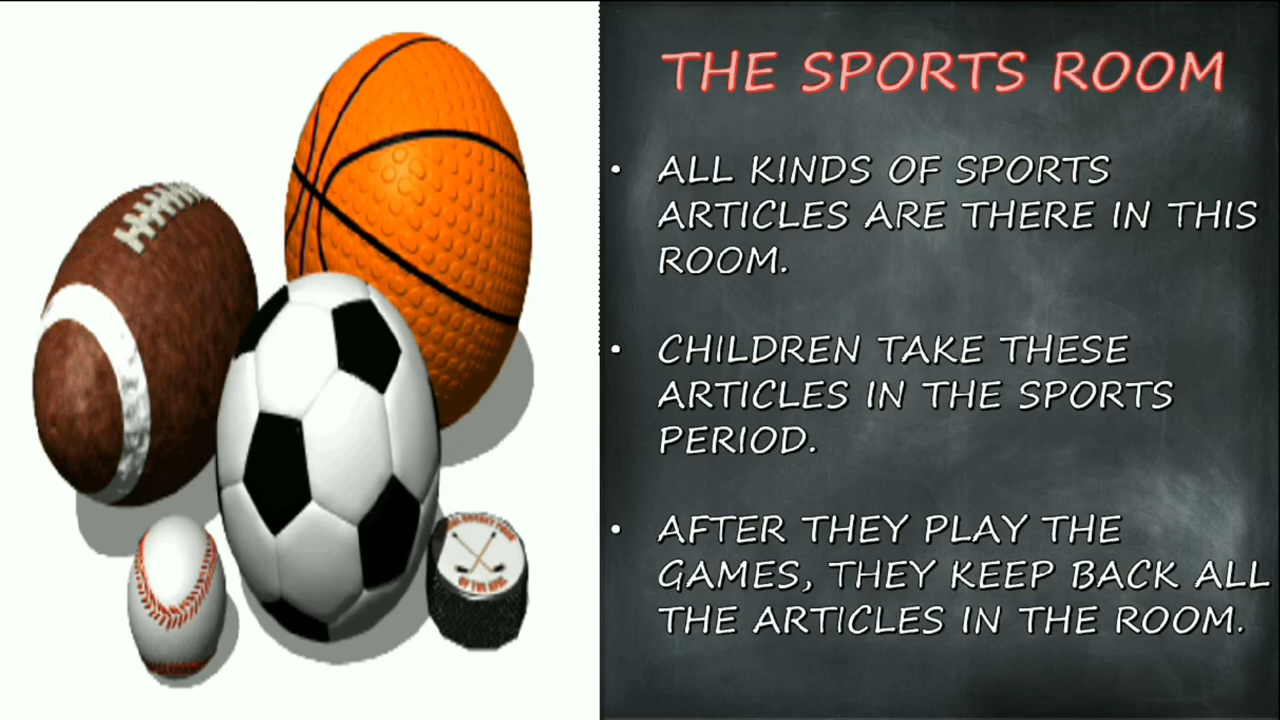 THE SPORTS ROOM
• ALL KINDS OF SPORTS
ARTICLES ARE THERE IN THIS
ROOM.
• CHILDREN TAKE THESE
ARTICLES IN THE SPORTS
PERIOD.
• AFTER THEY PLAY THE
GAMES, THEY KEEP BACK ALL
THE ARTICLES IN THE ROOM.